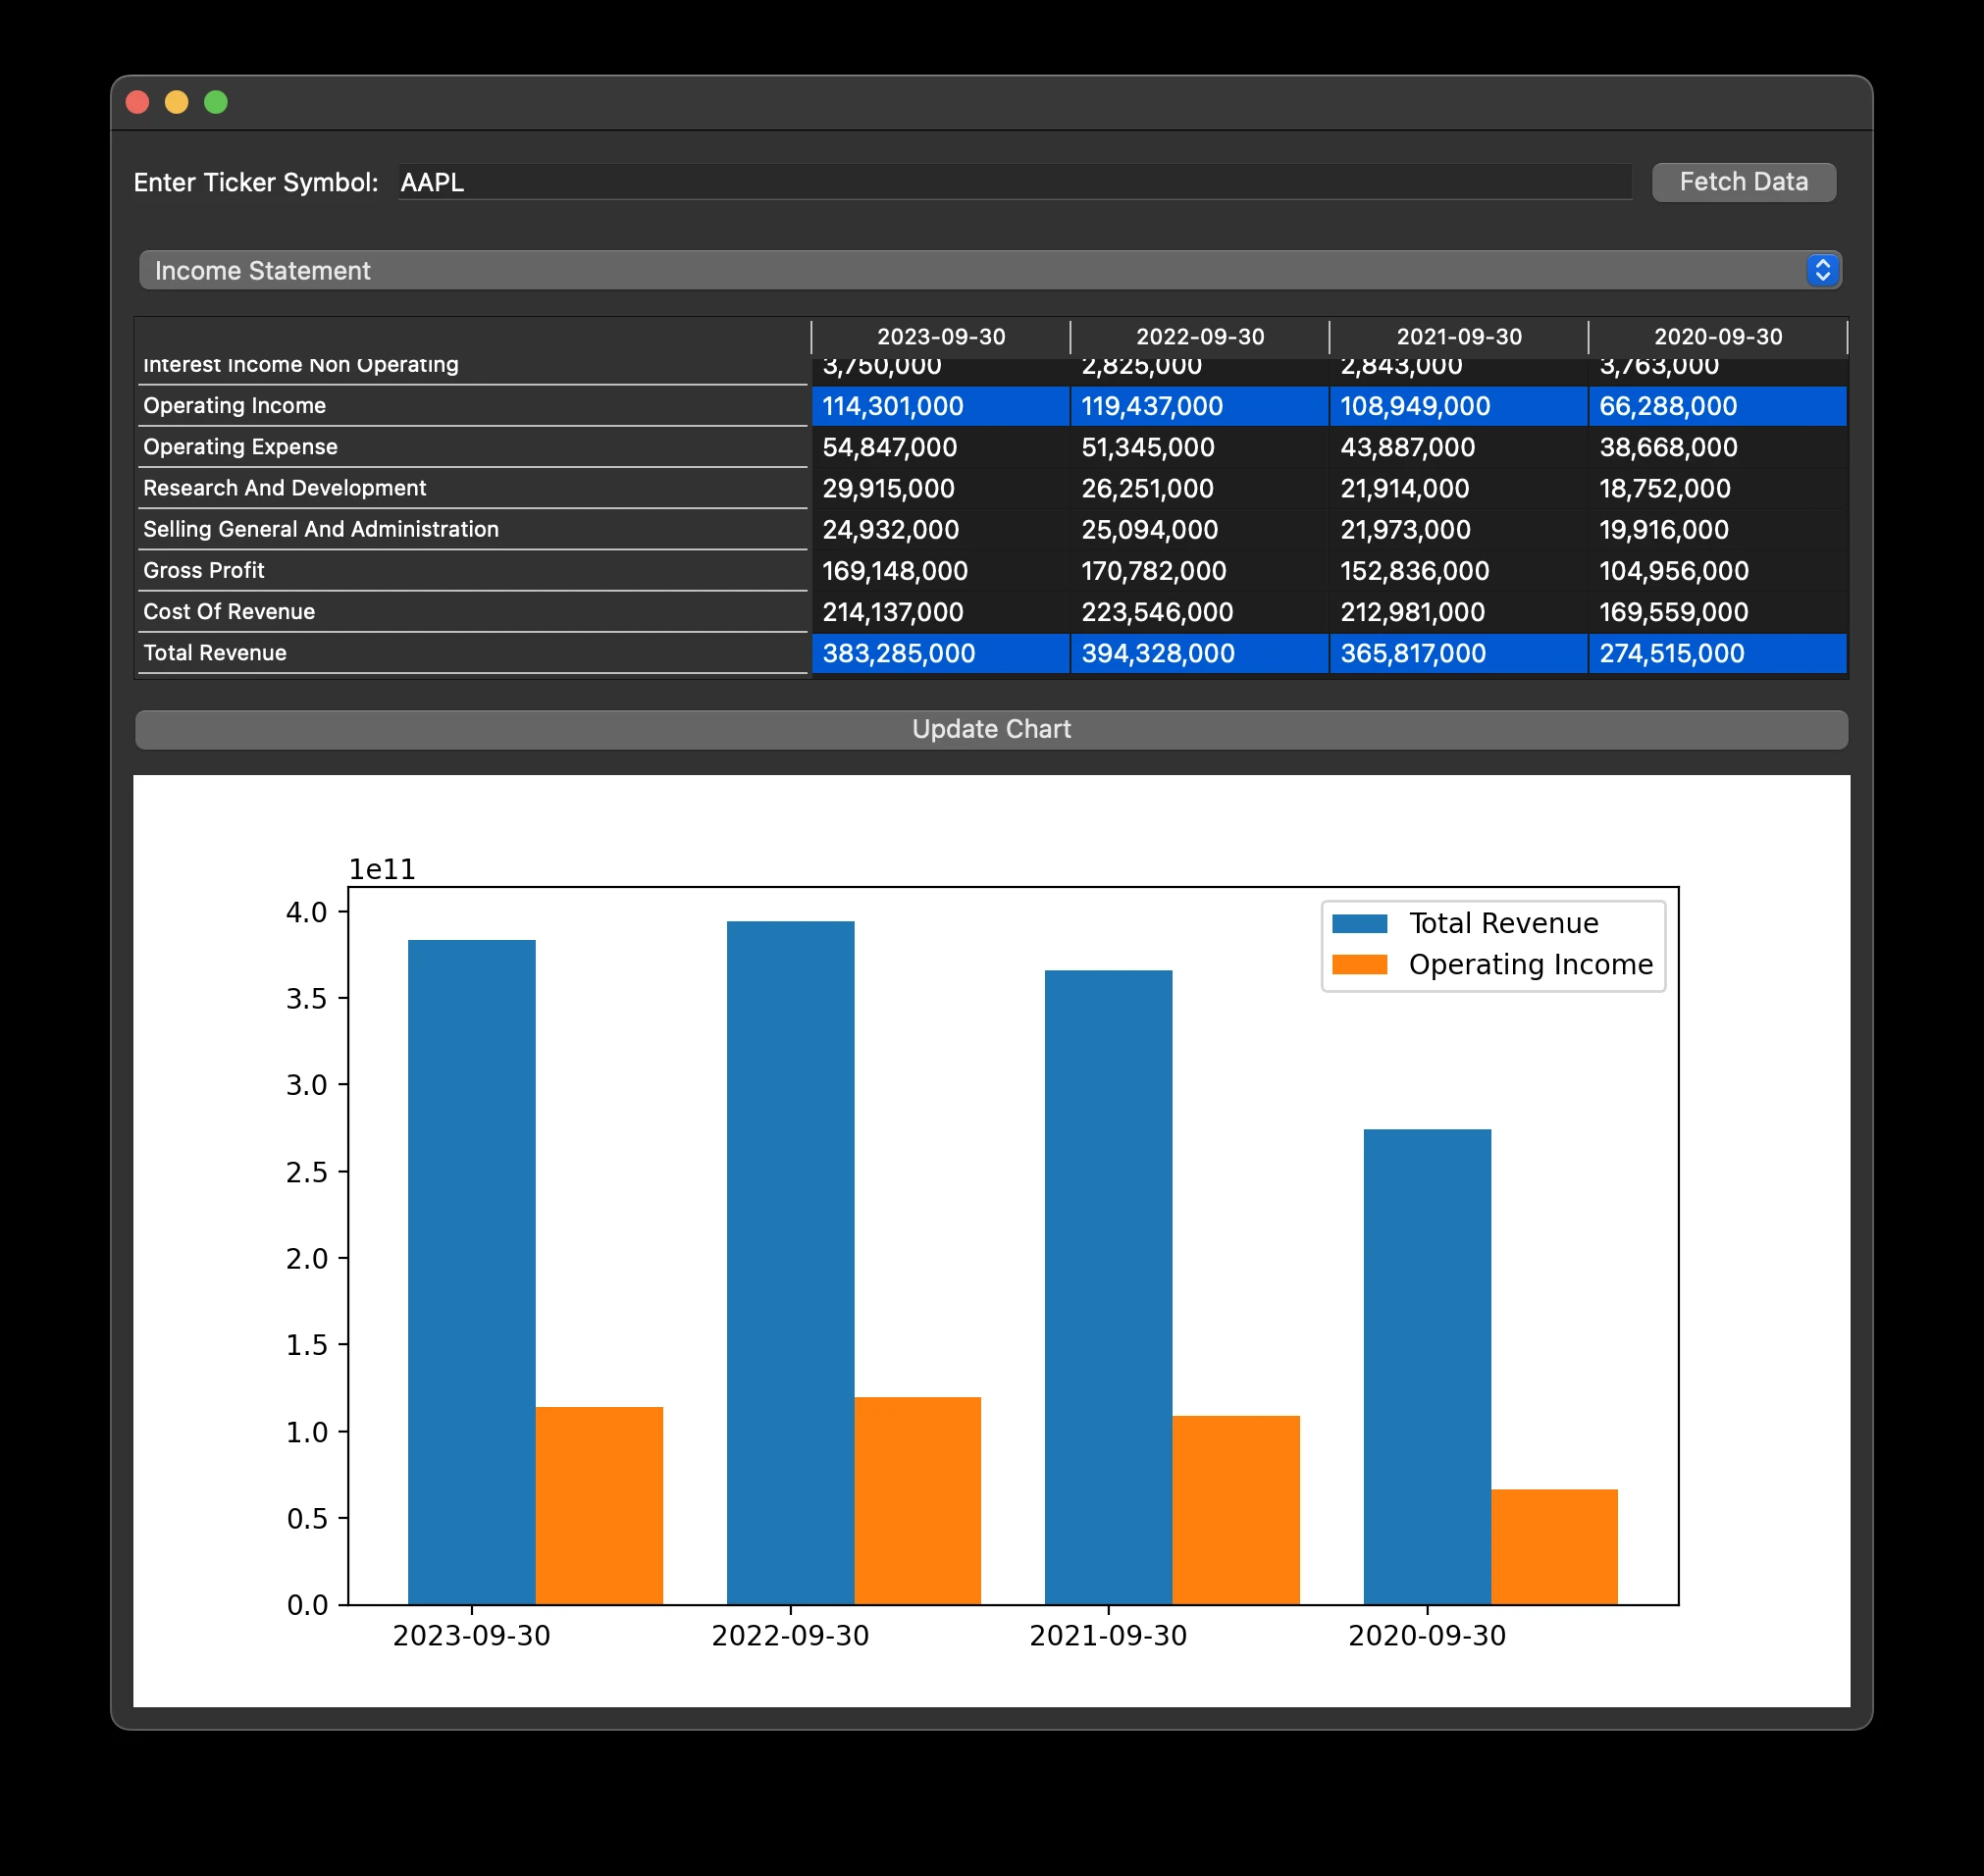 Enter Ticker Symbol: AAPL Fetch Data
Income Statement
2023-09-30 2022-09-30 2021-09-30 2020-09-30
Interest Income Non Operating 3,750,000 2,825,000 2,843,000 3,763,000
Operating Income 114,301,000 119,437,000 108,949,000 66,288,000
Operating Expense 54,847,000 51,345,000 43,887,000 38,668,000
Research And Development 29,915,000 26,251,000 21,914,000 18,752,000
Selling General And Administration 24,932,000 25,094,000 21,973,000 19,916,000
Gross Profit 169,148,000 170,782,000 152,836,000 104,956,000
Cost Of Revenue 214,137,000 223,546,000 212,981,000 169,559,000
Total Revenue 383,285,000 394,328,000 365,817,000 274,515,000
Update Chart
1e11
4.0
3.5
3.0
2.5
2.0
1.5
1.0
0.5
0.0
Total Revenue
Operating Income
2023-09-30 2022-09-30 2021-09-30 2020-09-30